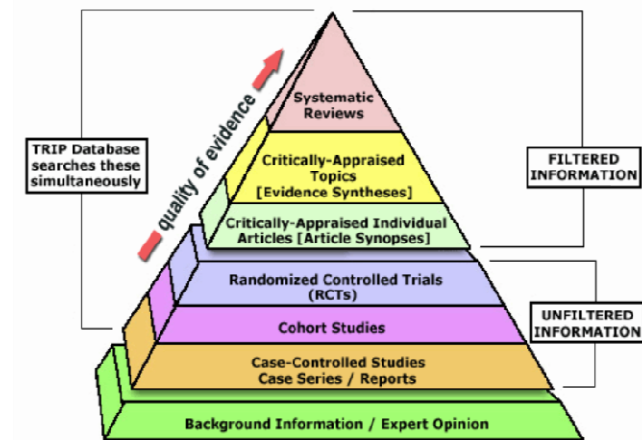 Systematic
Reviews
quality of evidence
TRIP Database
searches these
simultaneously
Critically-Appraised
Topics
[Evidence Syntheses]
FILTERED
INFORMATION
Critically-Appraised Individual
Articles [Article Synopses]
Randomized Controlled Trials
(RCTs)
UNFILTERED
INFORMATION
Cohort Studies
Case-Controlled Studies
Case Series / Reports
Background Information / Expert Opinion